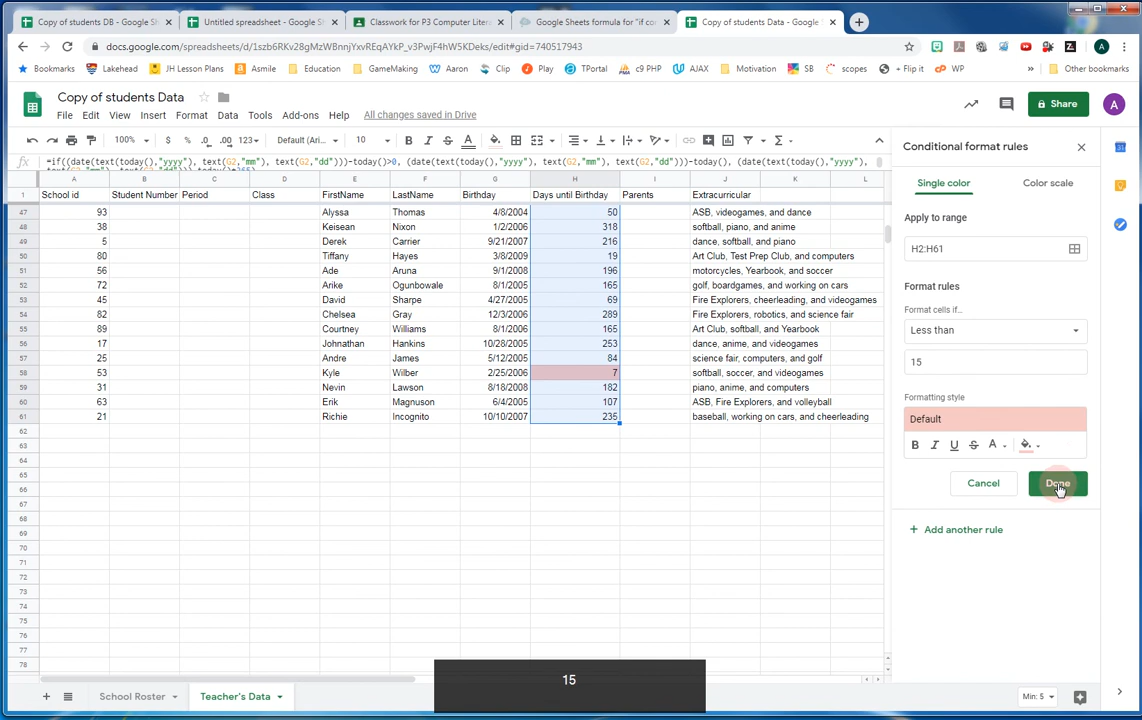 Copy of students DB - Google Sh
Untitled spreadsheet - Google Sh
Classwork for P3 Computer Litera
Google Sheets formula for "if co
Copy of students Data - Google
docs.google.com/spreadsheets/d/1szb6RKv28gMzWBnnjYxvREQAYkP_v3PwjF4hW5KDeks/edit#gid=740517943
Bookmarks Lakehead JH Lesson Plans Asmile Education GameMaking Aaron Clip Play TPortal c9 PHP AJAX Motivation SB scopes + Flip it WP » Other bookmarks
Copy of students Data
File Edit View Insert Format Data Tools Add-ons Help All changes saved in Drive
Share
A
100% $ % .0 .00 123 Default (Ari... 10 B I S A
fx =if((date(text(today(),"yyyy"), text(G2,"mm"), text(G2,"dd")))-today()>0, (date(text(today(),"yyyy"), text(G2,"mm"), text(G2,"dd")))-today(), (date(text(today(),"yyyy"),
A B C D E F G H I J K L
1 School id Student Number Period Class FirstName LastName Birthday Days until Birthday Parents Extracurricular
47 93 Alyssa Thomas 4/8/2004 50 ASB, videogames, and dance
48 38 Keisean Nixon 1/2/2006 318 softball, piano, and anime
49 5 Derek Carrier 9/21/2007 216 dance, softball, and piano
50 80 Tiffany Hayes 3/8/2009 19 Art Club, Test Prep Club, and computers
51 56 Ade Aruna 9/1/2008 196 motorcycles, Yearbook, and soccer
52 72 Arike Ogunbowale 8/1/2005 165 golf, boardgames, and working on cars
53 45 David Sharpe 4/27/2005 69 Fire Explorers, cheerleading, and videogames
54 82 Chelsea Gray 12/3/2006 289 Fire Explorers, robotics, and science fair
55 89 Courtney Williams 8/1/2006 165 Art Club, softball, and Yearbook
56 17 Johnathan Hankins 10/28/2005 253 dance, anime, and videogames
57 25 Andre James 5/12/2005 84 science fair, computers, and golf
58 53 Kyle Wilber 2/25/2006 7 softball, soccer, and videogames
59 31 Nevin Lawson 8/18/2008 182 piano, anime, and computers
60 63 Erik Magnuson 6/4/2005 107 ASB, Fire Explorers, and volleyball
61 21 Richie Incognito 10/10/2007 235 baseball, working on cars, and cheerleading
62
63
64
65
66
67
68
69
70
71
72
73
74
75
76
77
78
School Roster
Teacher's Data
Min: 5
Conditional format rules
Single color Color scale
Apply to range
H2:H61
Format rules
Format cells if...
Less than
15
Formatting style
Default
B I U S A
Cancel Done
+ Add another rule
15